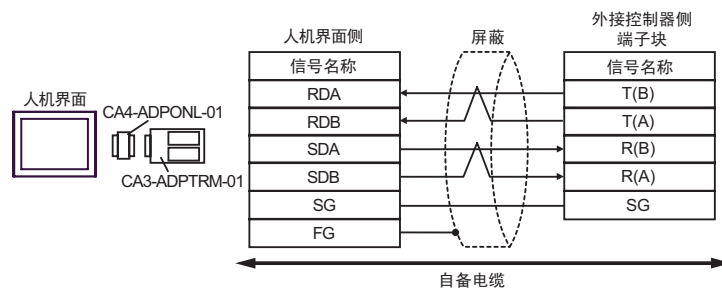 人机界面
CA4-ADPONL-01
CA3-ADPTRM-01
人机界面侧
信号名称
RDA
RDB
SDA
SDB
SG
FG
屏蔽
外接控制器侧
端子块
信号名称
T(B)
T(A)
R(B)
R(A)
SG
自备电缆